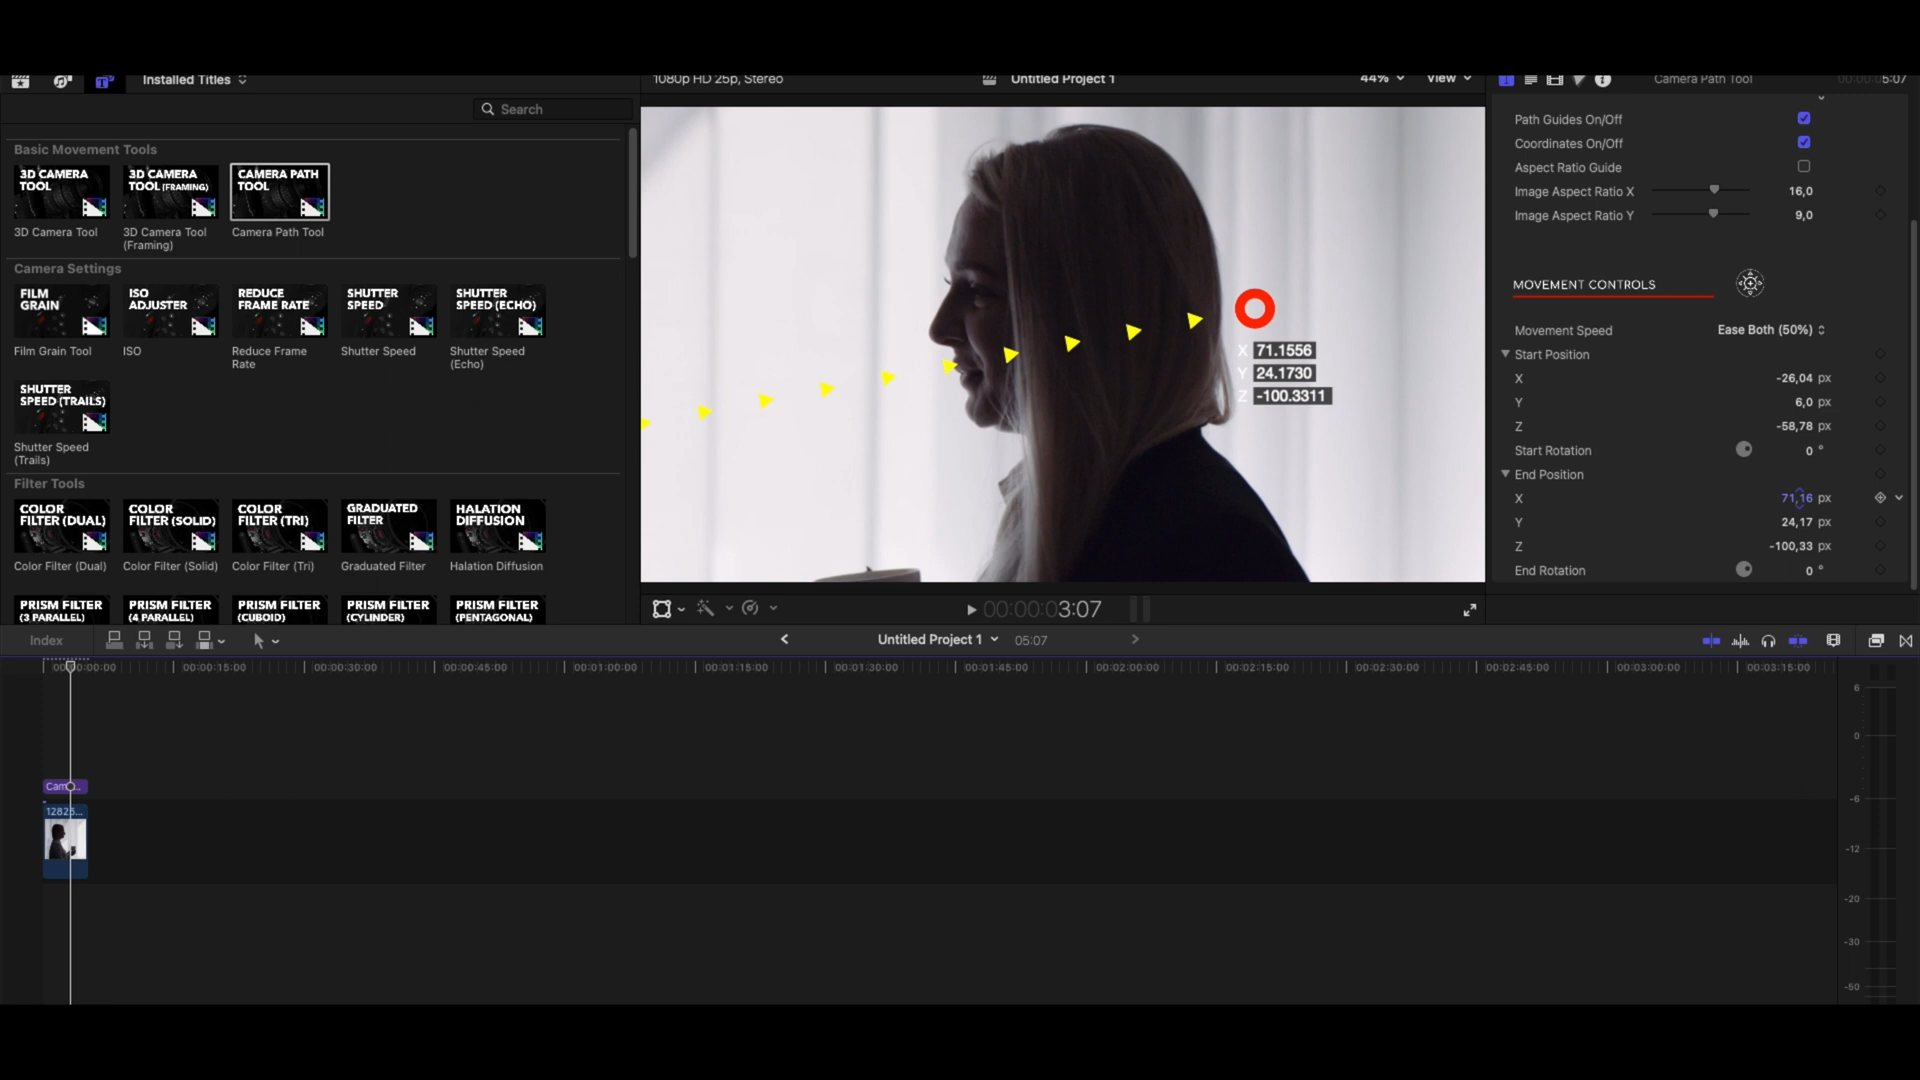 Installed Titles
1080p HD 25p, Stereo
Untitled Project 1
44%
View
Camera Path Tool
00:00:05:07
Search
Basic Movement Tools
3D CAMERA
TOOL
3D CAMERA
TOOL (FRAMING)
CAMERA PATH
TOOL
3D Camera Tool
3D Camera Tool
(Framing)
Camera Path Tool
Camera Settings
FILM
GRAIN
ISO
ADJUSTER
REDUCE
FRAME RATE
SHUTTER
SPEED
SHUTTER
SPEED (ECHO)
Film Grain Tool
ISO
Reduce Frame
Rate
Shutter Speed
Shutter Speed
(Echo)
SHUTTER
SPEED (TRAILS)
Shutter Speed
(Trails)
Filter Tools
COLOR
FILTER (DUAL)
COLOR
FILTER (SOLID)
COLOR
FILTER (TRI)
GRADUATED
FILTER
HALATION
DIFFUSION
Color Filter (Dual)
Color Filter (Solid)
Color Filter (Tri)
Graduated Filter
Halation Diffusion
PRISM FILTER
(3 PARALLEL)
PRISM FILTER
(4 PARALLEL)
PRISM FILTER
(CUBOID)
PRISM FILTER
(CYLINDER)
PRISM FILTER
(PENTAGONAL)
X 71.1556
Y 24.1730
Z -100.3311
Path Guides On/Off
Coordinates On/Off
Aspect Ratio Guide
Image Aspect Ratio X 16,0
Image Aspect Ratio Y 9,0
MOVEMENT CONTROLS
Movement Speed Ease Both (50%)
Start Position
X -26,04 px
Y 6,0 px
Z -58,78 px
Start Rotation 0 °
End Position
X 71,16 px
Y 24,17 px
Z -100,33 px
End Rotation 0 °
00:00:03:07
Index
Untitled Project 1
05:07
00:00:00:00
00:00:15:00
00:00:30:00
00:00:45:00
00:01:00:00
00:01:15:00
00:01:30:00
00:01:45:00
00:02:00:00
00:02:15:00
00:02:30:00
00:02:45:00
00:03:00:00
00:03:15:00
6
0
-6
-12
-20
-30
-50
Cam...
12825...